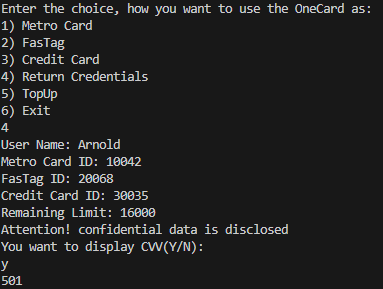 Enter the choice, how you want to use the OneCard as:
1) Metro Card
2) FasTag
3) Credit Card
4) Return Credentials
5) TopUp
6) Exit
4
User Name: Arnold
Metro Card ID: 10042
FasTag ID: 20068
Credit Card ID: 30035
Remaining Limit: 16000
Attention! confidential data is disclosed
You want to display CVV(Y/N):
y
501